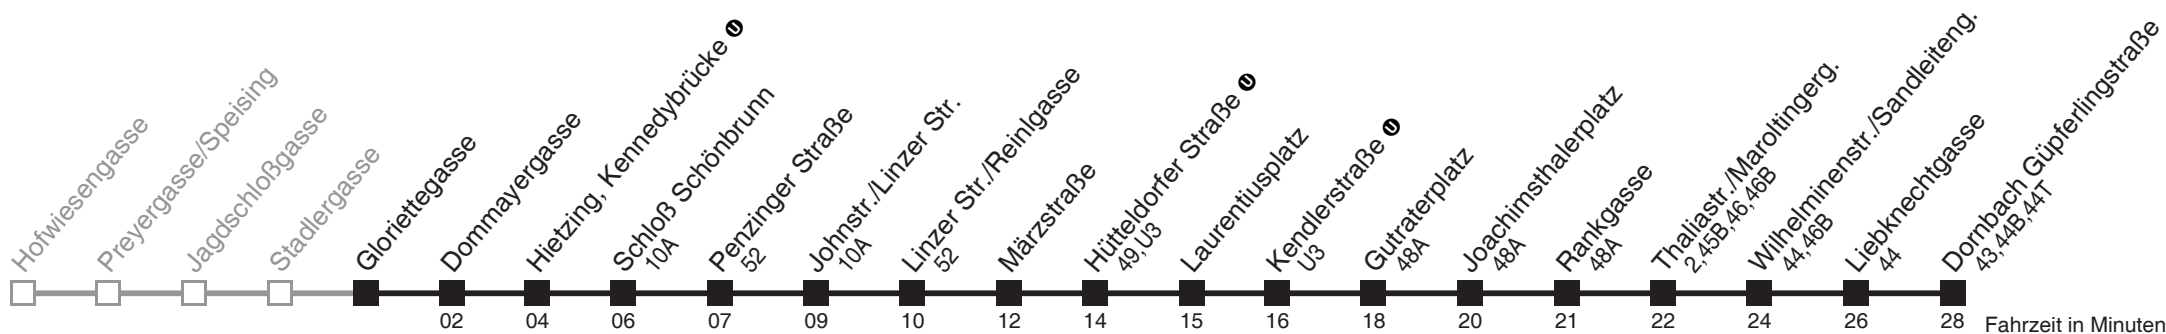 Hofwiesengasse
Preyergasse/Speising
Jagdschloßgasse
Stadlergasse
Gloriettegasse
Dommayergasse
Hietzing, Kennedybrücke U
Schloß Schönbrunn
10A
Penzinger Straße
52
Johnstr./Linzer Str.
10A
Linzer Str./Reinlgasse
52
Märzstraße
Hütteldorfer Straße U
49,U3
Laurentiusplatz
Kendlerstraße U
U3
Gutraterplatz
48A
Joachimsthalerplatz
48A
Rankgasse
48A
Thaliastr./Maroltingerg.
2,45B,46,46B
Wilhelminenstr./Sandleiteng.
44,46B
Liebknechtgasse
44
Dornbach Güpferlingstraße
43,44B,44T
02 04 06 07 09 10 12 14 15 16 18 20 21 22 24 26 28 Fahrzeit in Minuten